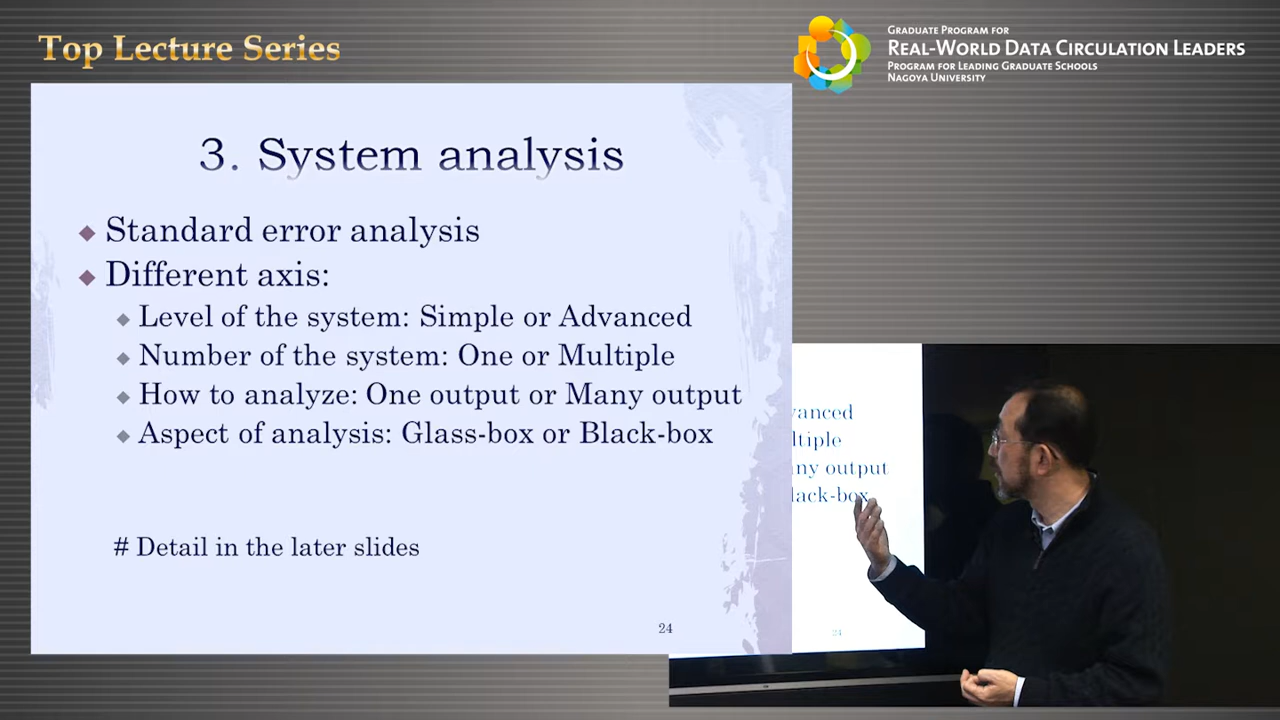 Top Lecture Series
GRADUATE PROGRAM FOR
REAL-WORLD DATA CIRCULATION LEADERS
PROGRAM FOR LEADING GRADUATE SCHOOLS
NAGOYA UNIVERSITY
3. System analysis
Standard error analysis
Different axis:
Level of the system: Simple or Advanced
Number of the system: One or Multiple
How to analyze: One output or Many output
Aspect of analysis: Glass-box or Black-box
# Detail in the later slides
24
vanced
ltiple
ny output
lack-box
24